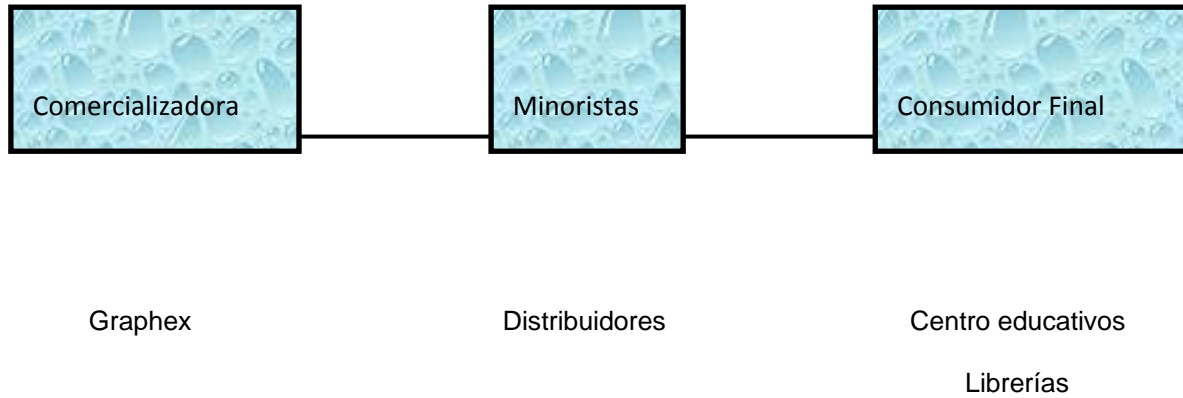 Comercializadora
Minoristas
Consumidor Final
Graphex
Distribuidores
Centro educativos
Librerías